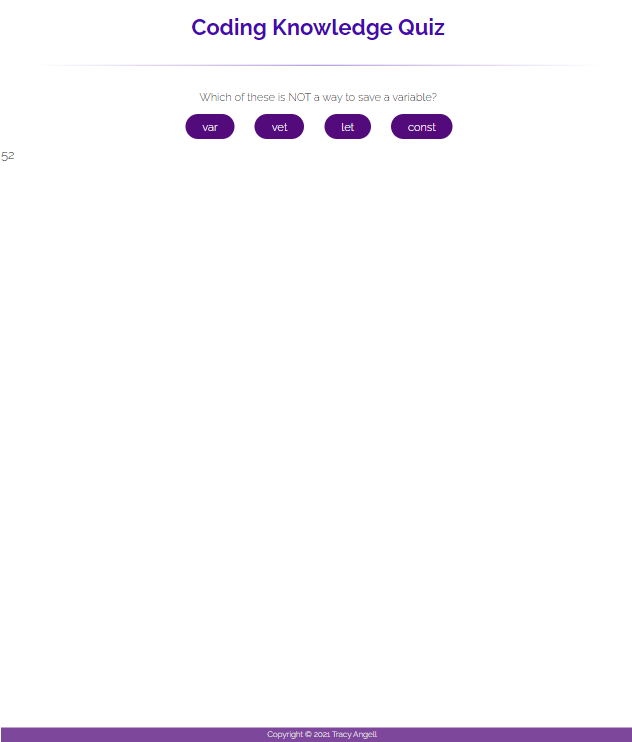 Coding Knowledge Quiz
Which of these is NOT a way to save a variable?
var vet let const
52
Copyright © 2021 Tracy Angell